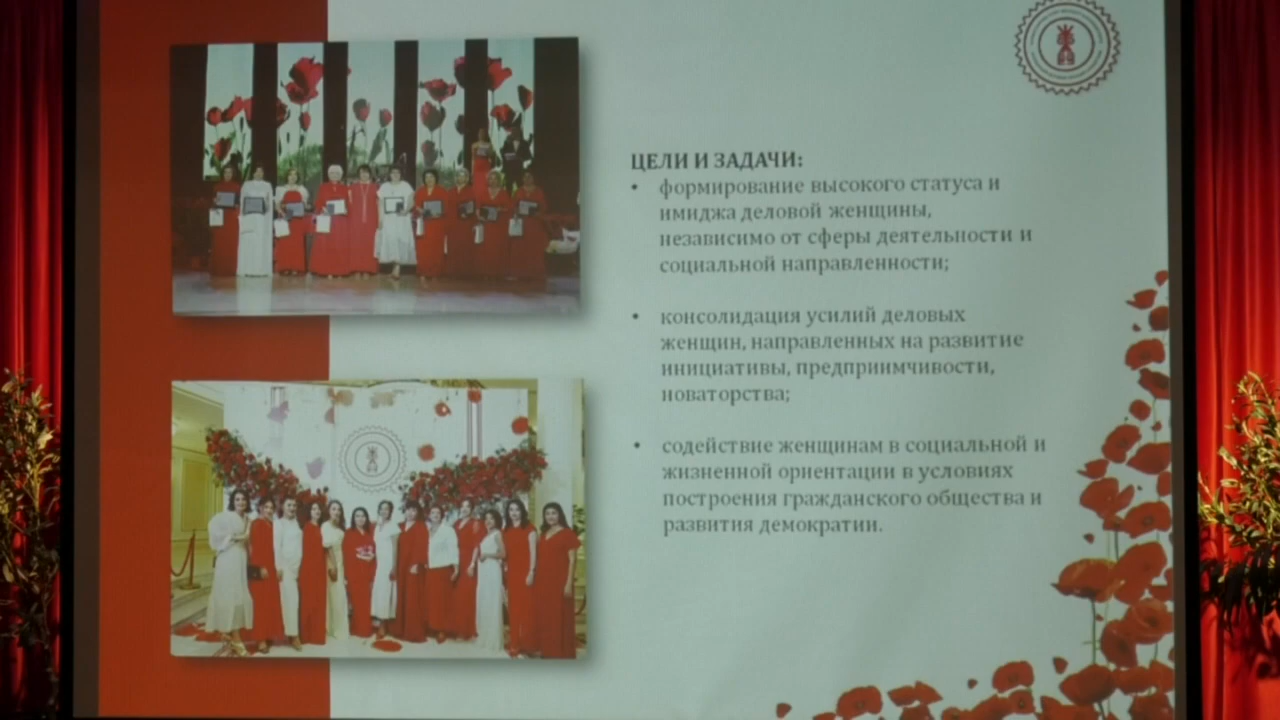 ЦЕЛИ И ЗАДАЧИ:
• формирование высокого статуса и
имиджа деловой женщины,
независимо от сферы деятельности и
социальной направленности;
• консолидация усилий деловых
женщин, направленных на развитие
инициативы, предприимчивости,
новаторства;
• содействие женщинам в социальной и
жизненной ориентации в условиях
построения гражданского общества и
развития демократии.